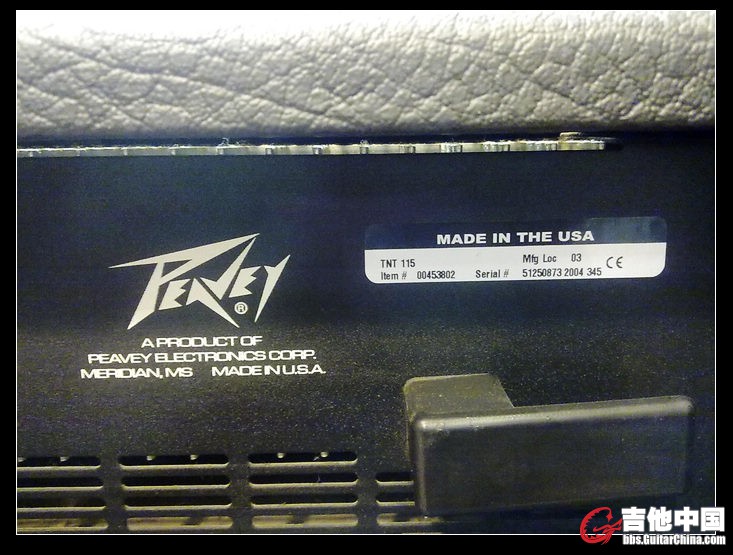 MADE IN THE USA
TNT 115 Mfg Loc 03
Item # 00453802 Serial # 51250873 2004 345 CE
PEAVEY ®
A PRODUCT OF
PEAVEY ELECTRONICS CORP.
MERIDIAN, MS MADE IN U.S.A.
吉他中国
bbs.GuitarChina.com